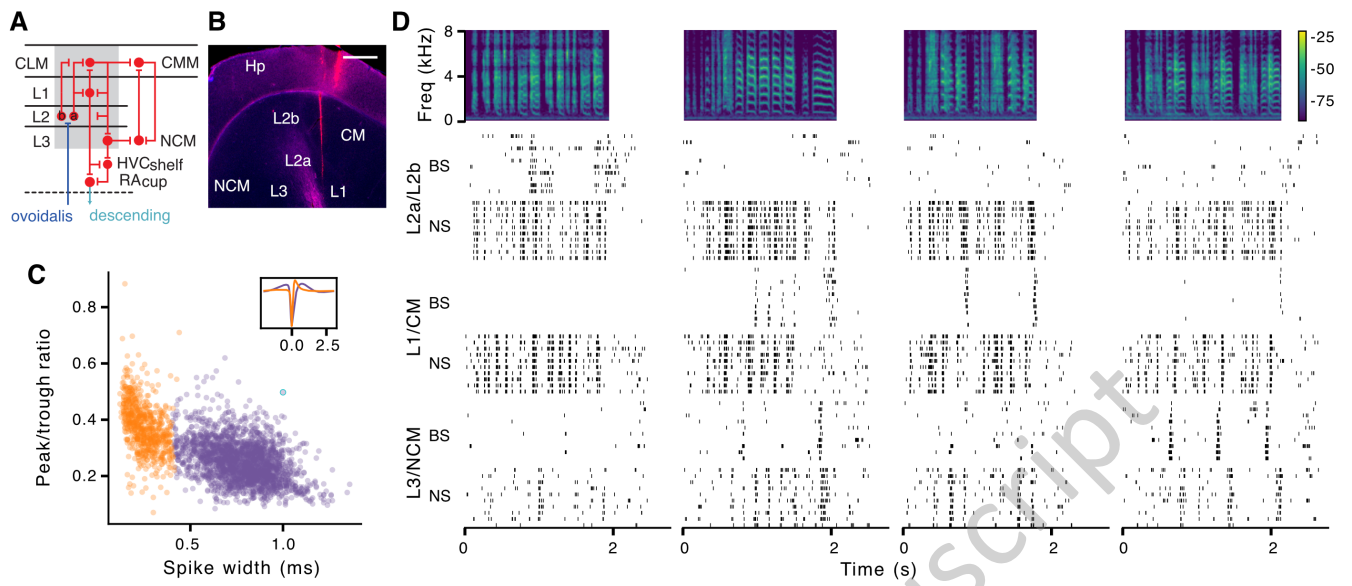 A
CLM
CMM
L1
L2
L3
NCM
HVCshelf
RAcup
ovoidalis
descending
B
Hp
L2b
CM
L2a
NCM
L3
L1
C
Peak/trough ratio
0.8
0.6
0.4
0.2
0.5
1.0
Spike width (ms)
0.0
2.5
D
Freq (kHz)
8
4
0
-25
-50
-75
L2a/L2b
BS
NS
L1/CM
BS
NS
L3/NCM
BS
NS
0
2
0
2
0
2
0
2
Time (s)
script